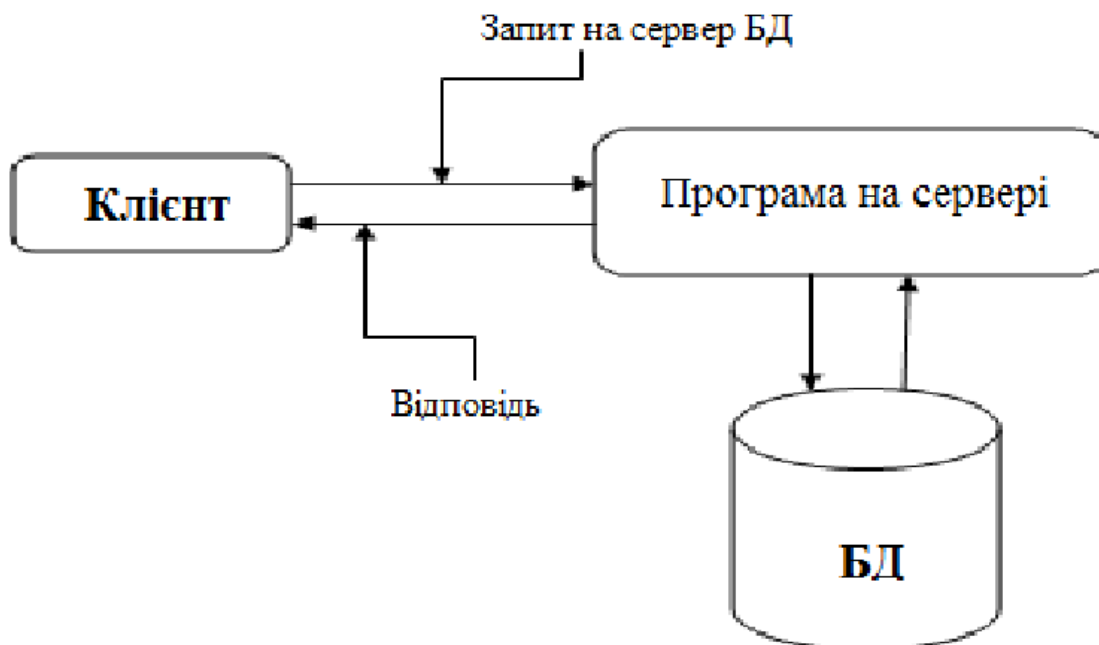 Запит на сервер БД
Клієнт
Програма на сервері
Відповідь
БД